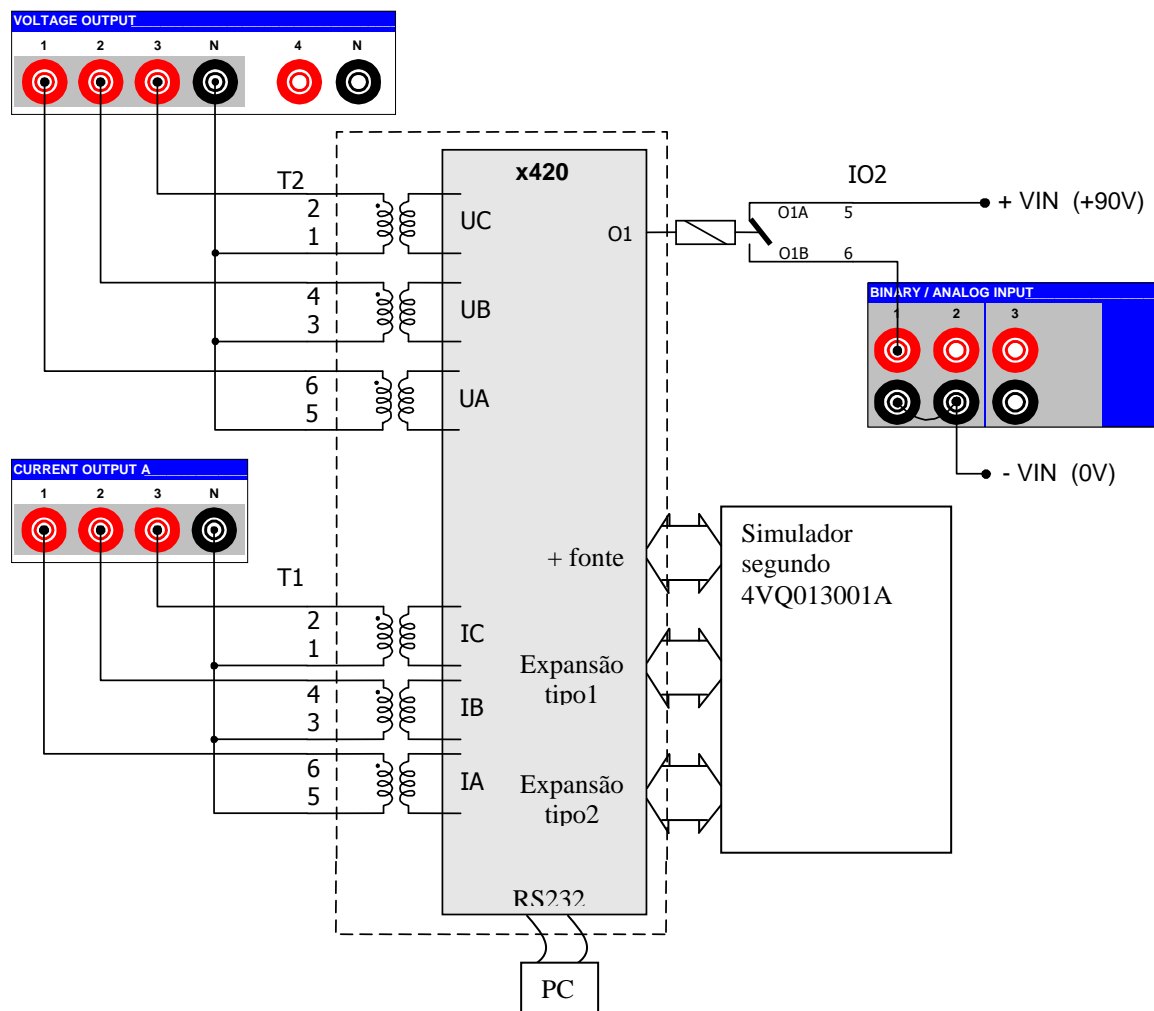 VOLTAGE OUTPUT
1 2 3 N 4 N
T2
2
1
4
3
6
5
x420
UC
UB
UA
O1
IO2
O1A 5
O1B 6
+ VIN (+90V)
BINARY / ANALOG INPUT
1 2 3
- VIN (0V)
CURRENT OUTPUT A
1 2 3 N
T1
2
1
4
3
6
5
IC
IB
IA
+ fonte
Expansão
tipo1
Expansão
tipo2
Simulador
segundo
4VQ013001A
RS232
PC